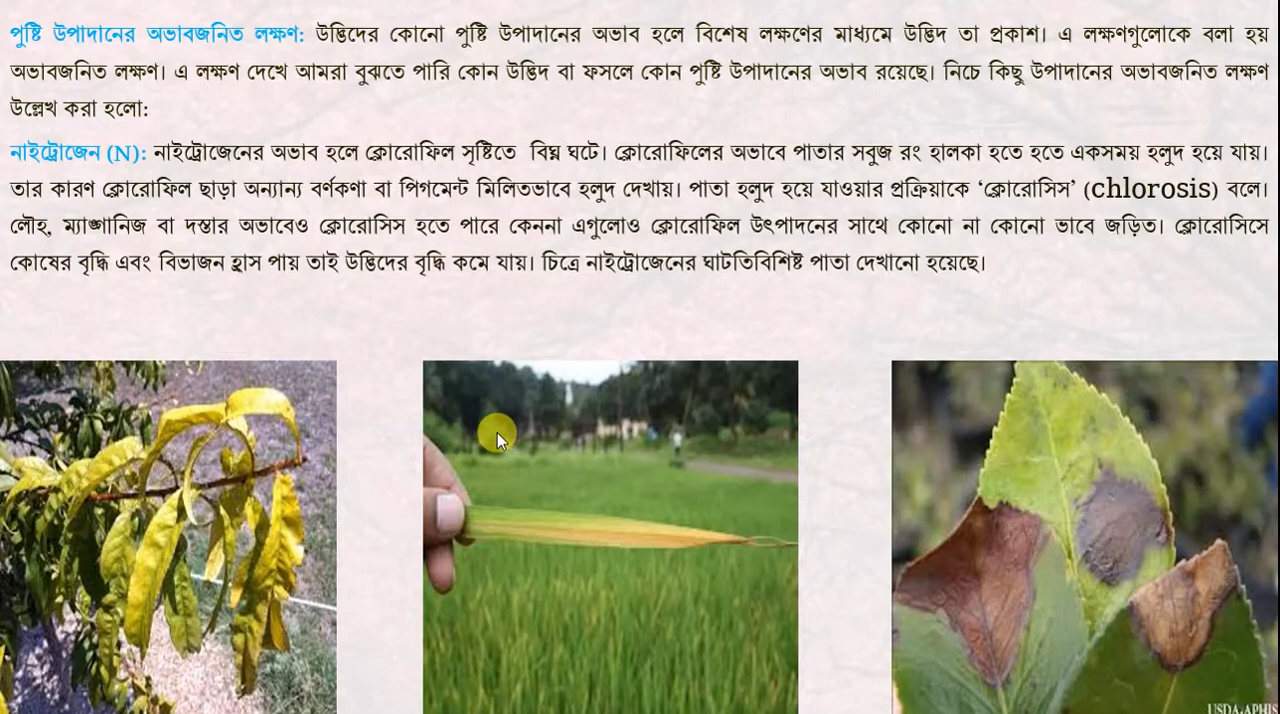 পুষ্টি উপাদানের অভাবজনিত লক্ষণ: উদ্ভিদের কোনো পুষ্টি উপাদানের অভাব হলে বিশেষ লক্ষণের মাধ্যমে উদ্ভিদ তা প্রকাশ। এ লক্ষণগুলোকে বলা হয়
অভাবজনিত লক্ষণ। এ লক্ষণ দেখে আমরা বুঝতে পারি কোন উদ্ভিদ বা ফসলে কোন পুষ্টি উপাদানের অভাব রয়েছে। নিচে কিছু উপাদানের অভাবজনিত লক্ষণ
উল্লেখ করা হলো:
নাইট্রোজেন (N): নাইট্রোজেনের অভাব হলে ক্লোরোফিল সৃষ্টিতে বিঘ্ন ঘটে। ক্লোরোফিলের অভাবে পাতার সবুজ রং হালকা হতে হতে একসময় হলুদ হয়ে যায়।
তার কারণ ক্লোরোফিল ছাড়া অন্যান্য বর্ণকণা বা পিগমেন্ট মিলিতভাবে হলুদ দেখায়। পাতা হলুদ হয়ে যাওয়ার প্রক্রিয়াকে ‘ক্লোরোসিস’ (chlorosis) বলে।
লৌহ, ম্যাঙ্গানিজ বা দস্তার অভাবেও ক্লোরোসিস হতে পারে কেননা এগুলোও ক্লোরোফিল উৎপাদনের সাথে কোনো না কোনো ভাবে জড়িত। ক্লোরোসিসে
কোষের বৃদ্ধি এবং বিভাজন হ্রাস পায় তাই উদ্ভিদের বৃদ্ধি কমে যায়। চিত্রে নাইট্রোজেনের ঘাটতিবিশিষ্ট পাতা দেখানো হয়েছে।
USDA-APHIS